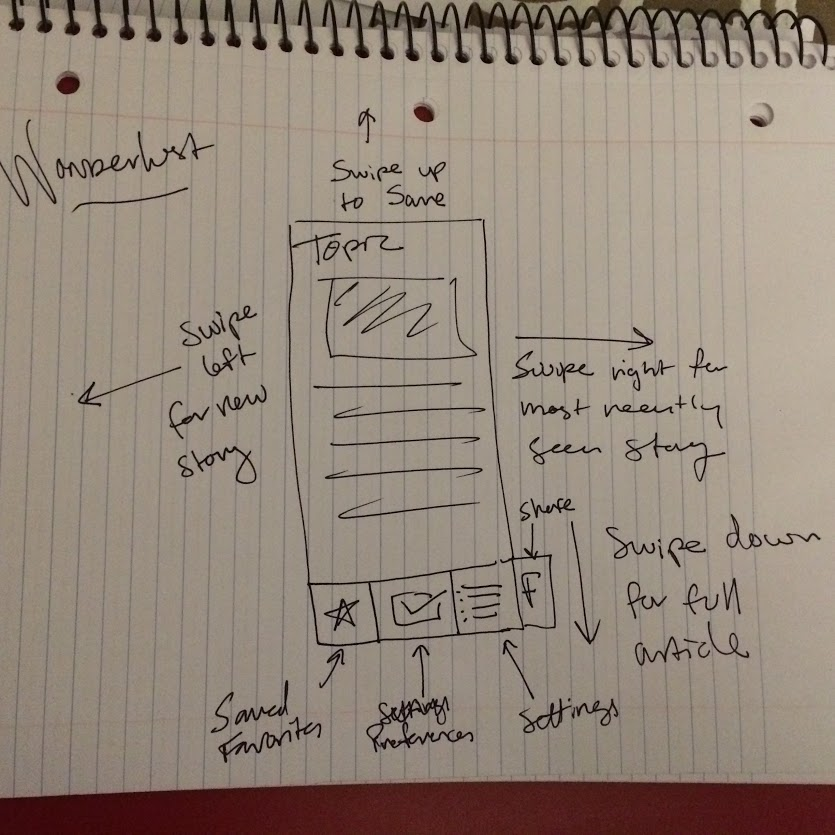 Wanderlust
Swipe up
to Save
Topic
Swipe
left
for new
story
Swipe right for
most recently
seen story
share
Swipe down
for full
article
F
Saved
Favorites
Preferences
Settings